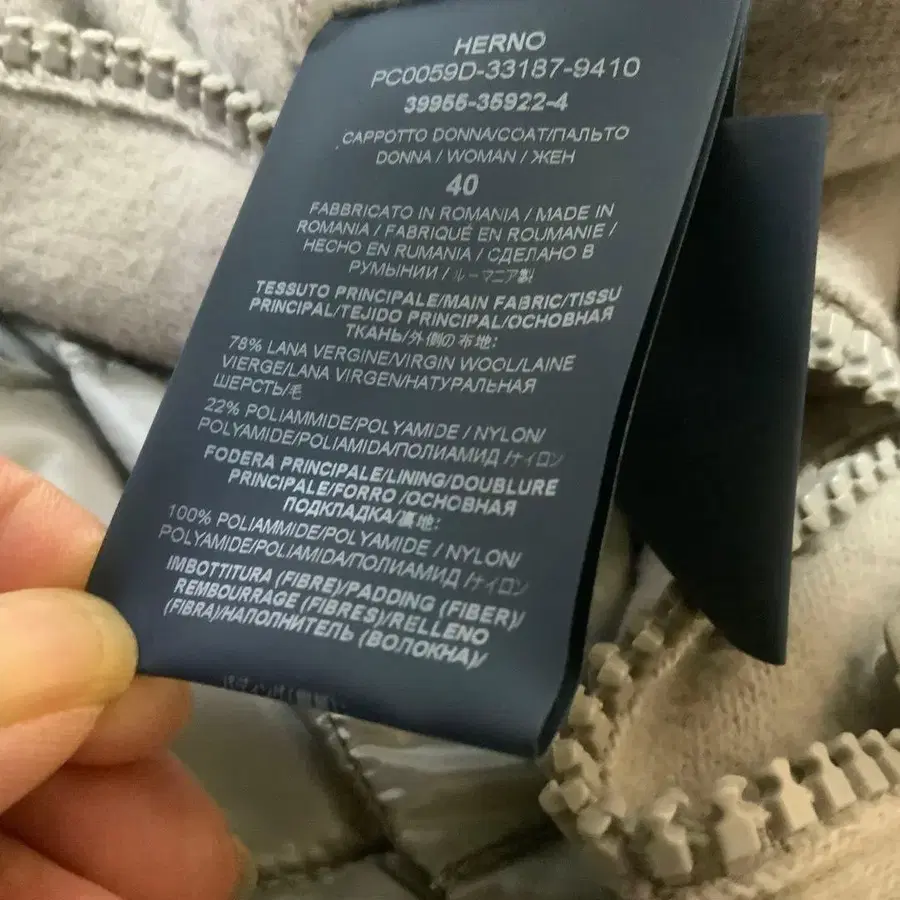 HERNO
PC0059D-33187-9410
39955-35922-4
CAPPOTTO DONNA/COAT/ПАЛЬТО
DONNA / WOMAN / ЖЕН
40
FABBRICATO IN ROMANIA / MADE IN
ROMANIA / FABRIQUÉ EN ROUMANIE /
HECHO EN RUMANIA / СДЕЛАНО В
РУМЫНИИ / ルーマニア製
TESSUTO PRINCIPALE/MAIN FABRIC/TISSU
PRINCIPAL/TEJIDO PRINCIPAL/ОСНОВНАЯ
ТКАНЬ/外側の布地:
78% LANA VERGINE/VIRGIN WOOL/LAINE
VIERGE/LANA VIRGEN/НАТУРАЛЬНАЯ
ШЕРСТЬ/毛
22% POLIAMMIDE/POLYAMIDE / NYLON/
POLYAMIDE/POLIAMIDA/ПОЛИАМИД /ナイロン
FODERA PRINCIPALE/LINING/DOUBLURE
PRINCIPALE/FORRO /ОСНОВНАЯ
ПОДКЛАДКА/裏地:
100% POLIAMMIDE/POLYAMIDE / NYLON/
POLYAMIDE/POLIAMIDA/ПОЛИАМИД /ナイロン
IMBOTTITURA (FIBRE)/PADDING (FIBER)/
REMBOURRAGE (FIBRES)/RELLENO
(FIBRA)/НАПОЛНИТЕЛЬ (ВОЛОКНА)/